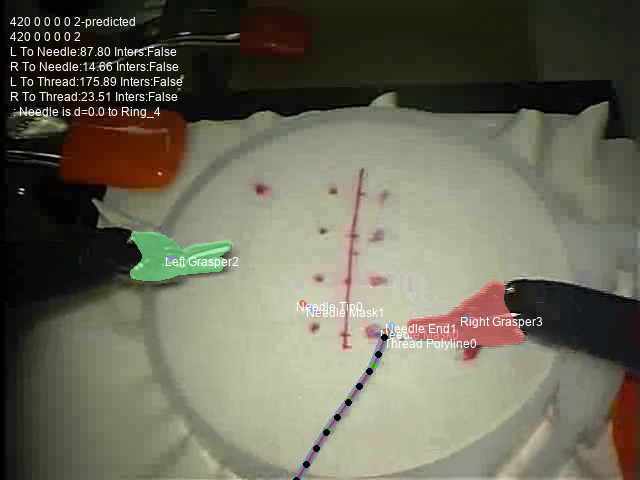 420 0 0 0 0 2-predicted
420 0 0 0 0 2
L To Needle:87.80 Inters:False
R To Needle:14.66 Inters:False
L To Thread:175.89 Inters:False
R To Thread:23.51 Inters:False
: Needle is d=0.0 to Ring_4
Left Grasper2
Needle Tip0
Needle Mask1
Right Grasper3
Needle End1
Needle Mask0
Thread Polyline0